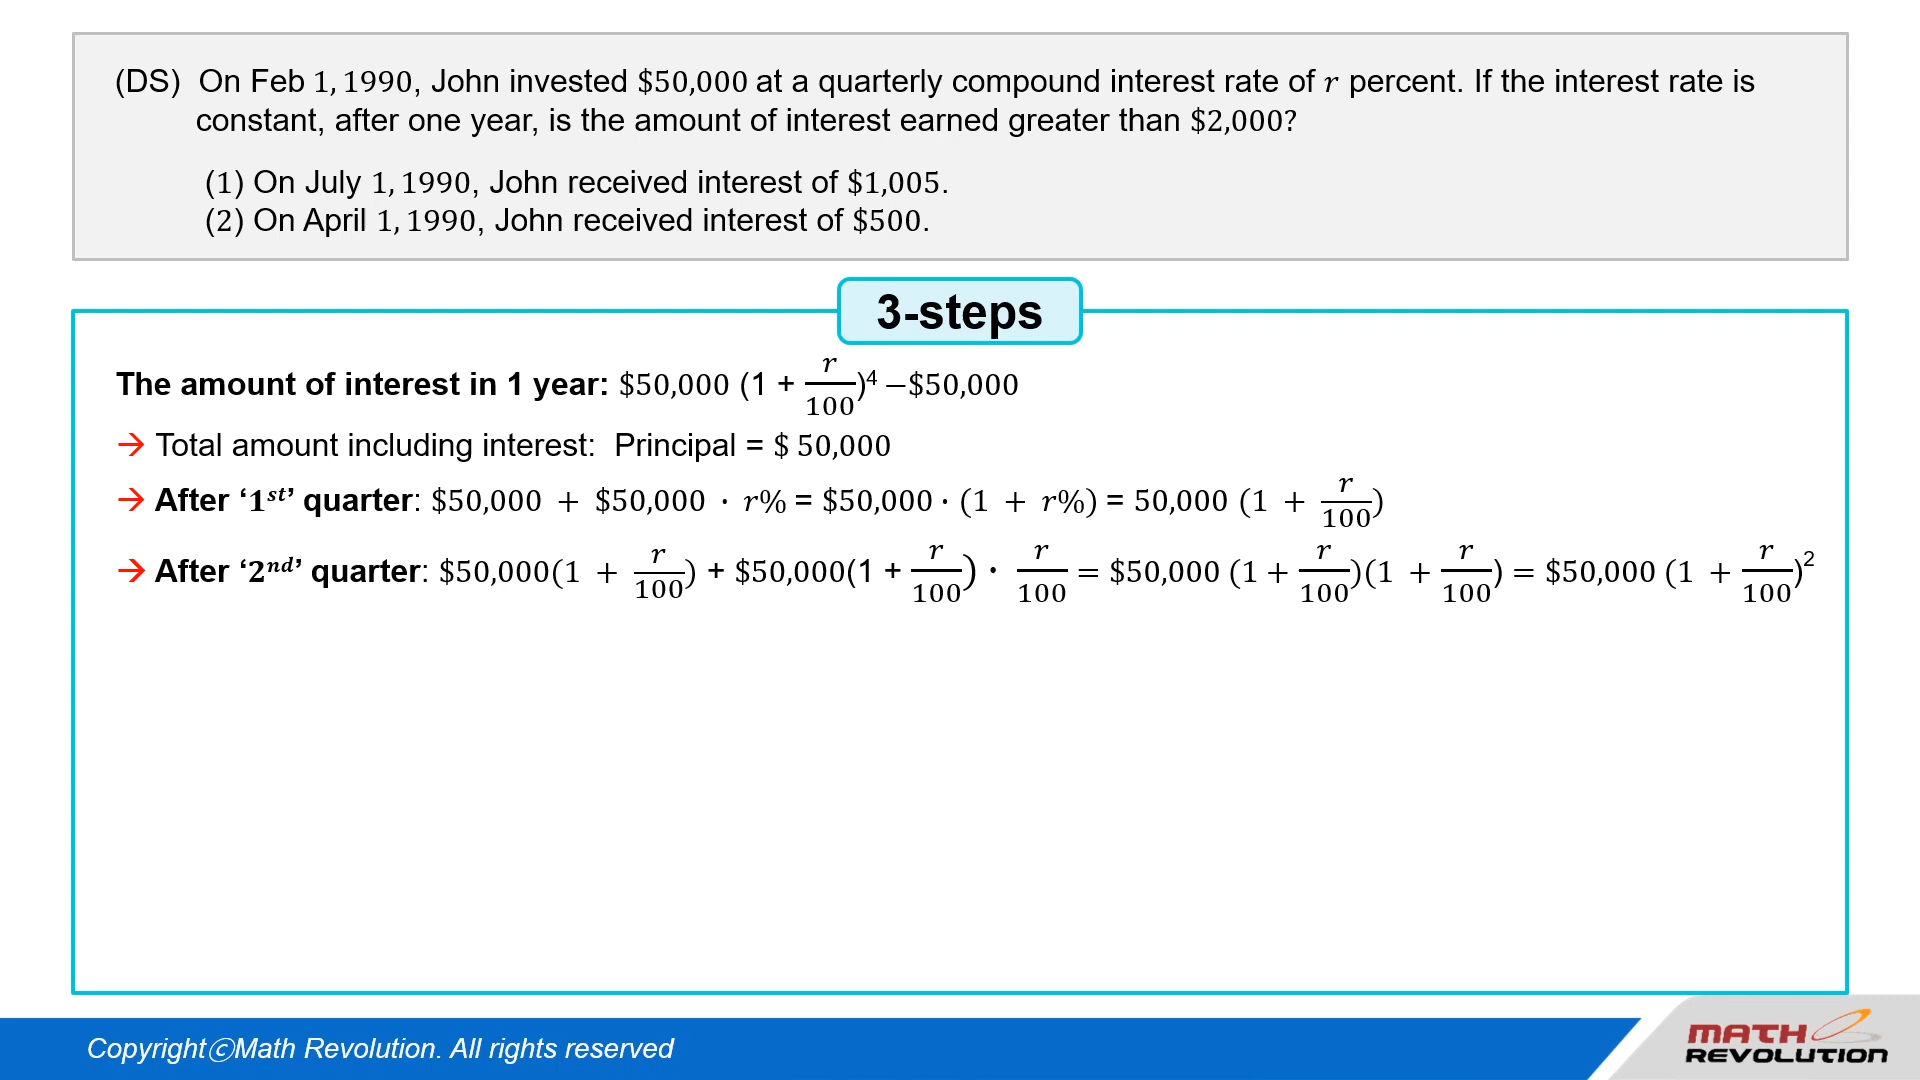 (DS) On Feb 1, 1990, John invested $50,000 at a quarterly compound interest rate of r percent. If the interest rate is
constant, after one year, is the amount of interest earned greater than $2,000?
(1) On July 1, 1990, John received interest of $1,005.
(2) On April 1, 1990, John received interest of $500.
3-steps
The amount of interest in 1 year: $50,000 (1 + r/100)⁴ −$50,000
→ Total amount including interest: Principal = $ 50,000
→ After ‘1ˢᵗ’ quarter: $50,000 + $50,000 · r% = $50,000 · (1 + r%) = 50,000 (1 + r/100)
→ After ‘2ⁿᵈ’ quarter: $50,000(1 + r/100) + $50,000(1 + r/100) · r/100 = $50,000 (1 + r/100)(1 + r/100) = $50,000 (1 + r/100)²
Copyrightⓒ Math Revolution. All rights reserved
MATH
REVOLUTION